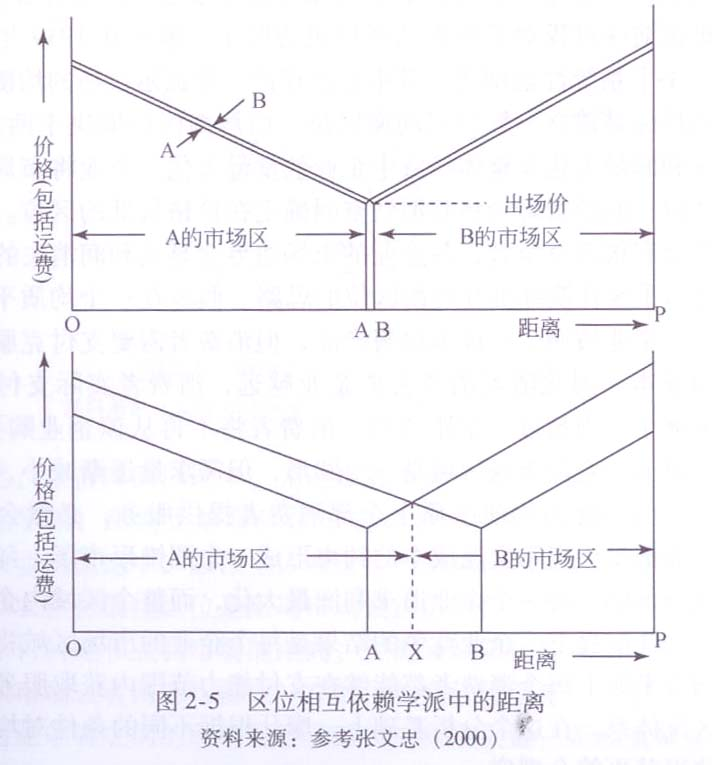 价格(包括运费)
B
A
出场价
A的市场区
B的市场区
O
A B
距离
P
价格(包括运费)
A的市场区
B的市场区
O
A
X
B
距离
P
图 2-5 区位相互依赖学派中的距离
资料来源：参考张文忠（2000）